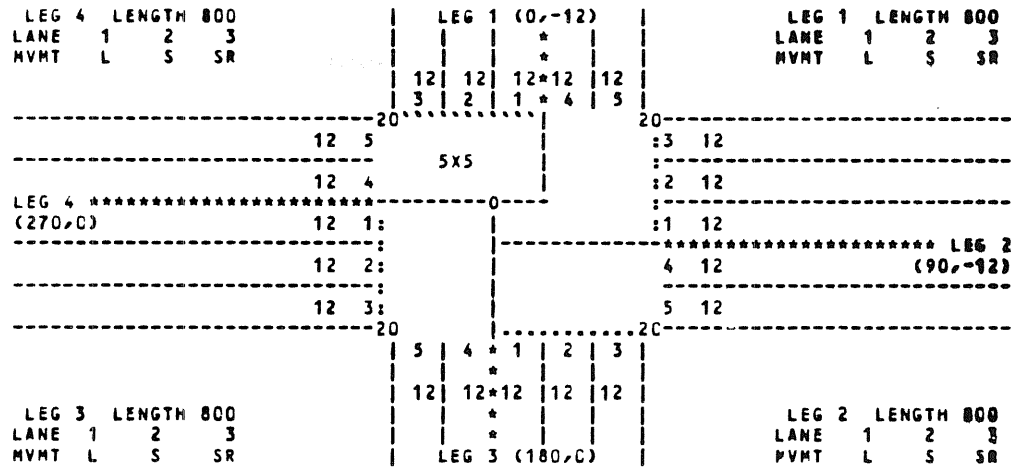 LEG 4 LENGTH 800 LEG 1 (0,-12) LEG 1 LENGTH 800
LANE 1 2 3 LANE 1 2 3
MVMT L S SR MVMT L S SR
12 12 12 12 12
3 2 1 4 5
20 20
12 5 3 12
5X5
12 4 2 12
LEG 4 0
(270,0) 12 1 1 12
LEG 2
12 2 4 12 (90,-12)
12 3 5 12
20 20
5 4 1 2 3
12 12 12 12 12
LEG 3 LENGTH 800 LEG 2 LENGTH 800
LANE 1 2 3 LANE 1 2 3
MVMT L S SR LEG 3 (180,0) MVMT L S SR